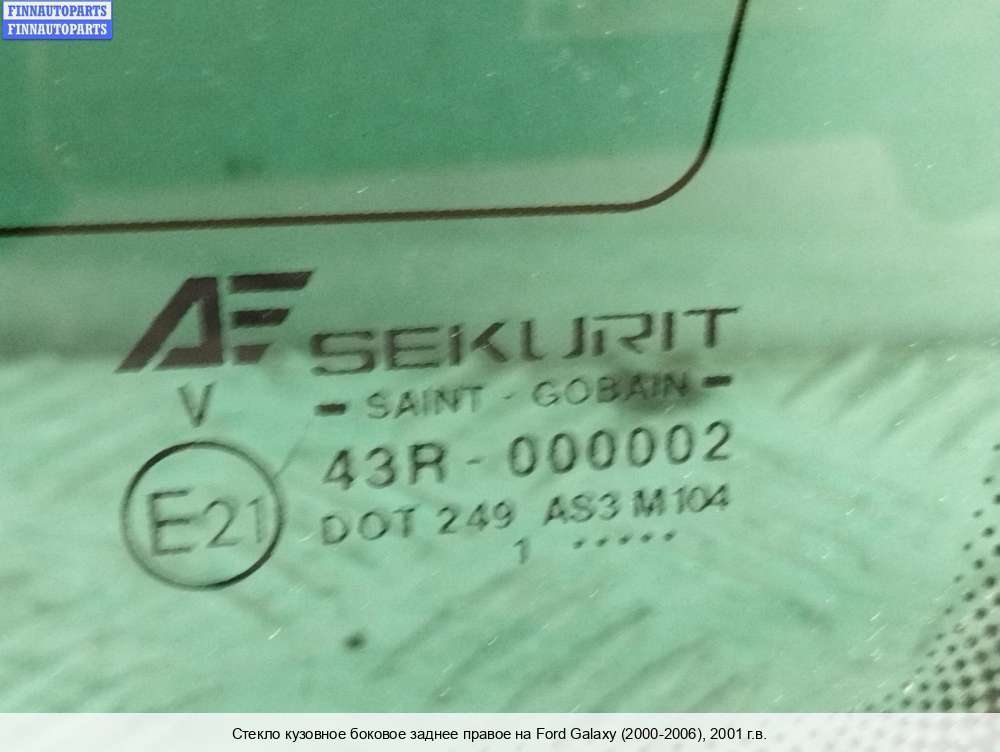 FINNAUTOPARTS
FINNAUTOPARTS
AE SEKURIT
V
- SAINT - GOBAIN -
43R - 000002
E21
DOT 249 AS3 M104
1 •••••
Стекло кузовное боковое заднее правое на Ford Galaxy (2000-2006), 2001 г.в.